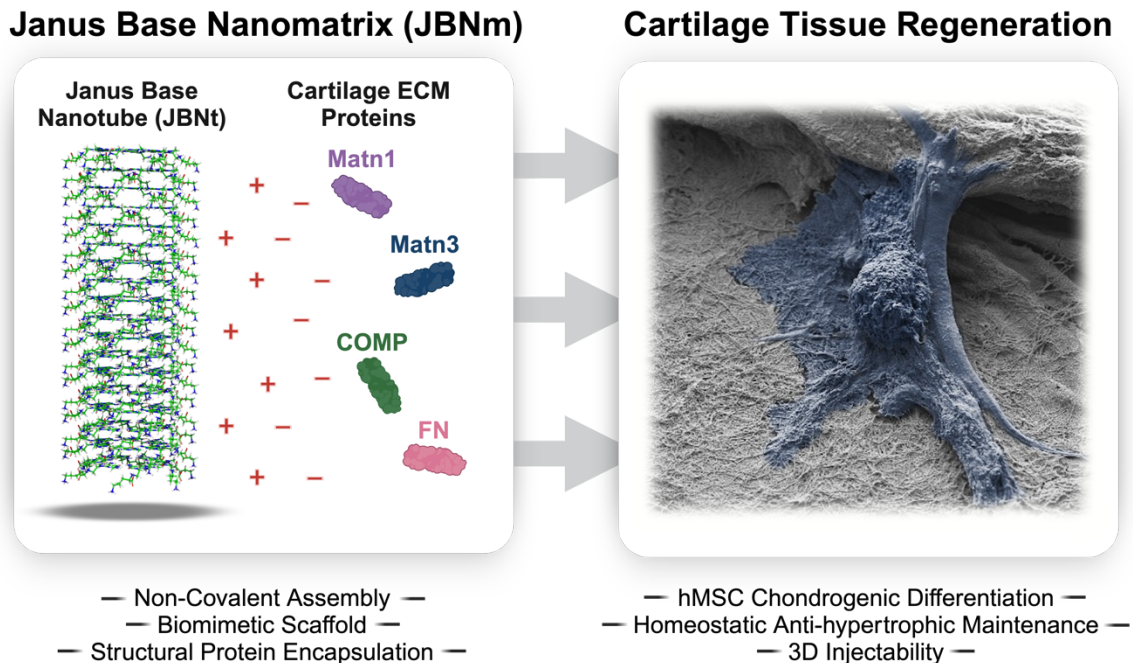 Janus Base Nanomatrix (JBNm)
Cartilage Tissue Regeneration
Janus Base
Nanotube (JBNt)
Cartilage ECM
Proteins
Matn1
Matn3
COMP
FN
+
−
+
−
+
−
−
+
−
+
+
−
+
−
— Non-Covalent Assembly —
— Biomimetic Scaffold —
— Structural Protein Encapsulation —
— hMSC Chondrogenic Differentiation —
— Homeostatic Anti-hypertrophic Maintenance —
— 3D Injectability —